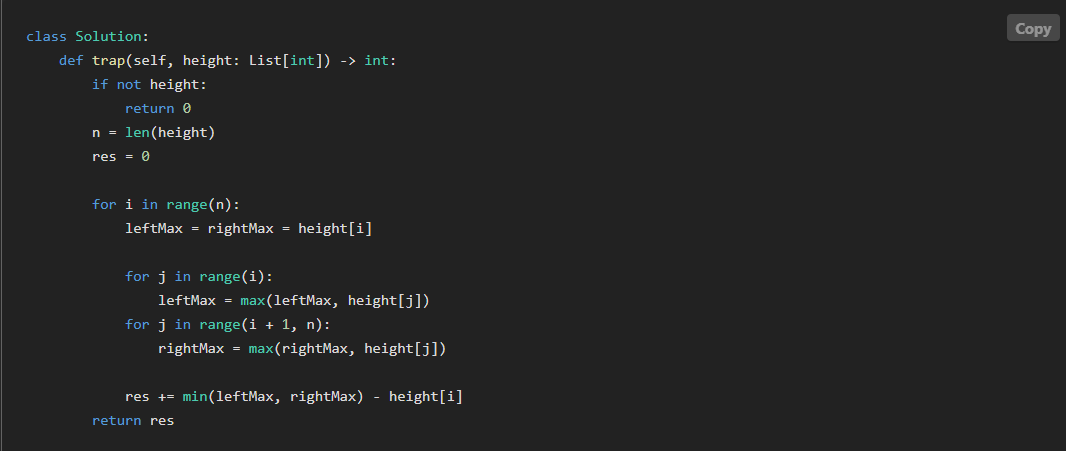 Copy
class Solution:
    def trap(self, height: List[int]) -> int:
        if not height:
            return 0
        n = len(height)
        res = 0

        for i in range(n):
            leftMax = rightMax = height[i]

            for j in range(i):
                leftMax = max(leftMax, height[j])
            for j in range(i + 1, n):
                rightMax = max(rightMax, height[j])

            res += min(leftMax, rightMax) - height[i]
        return res